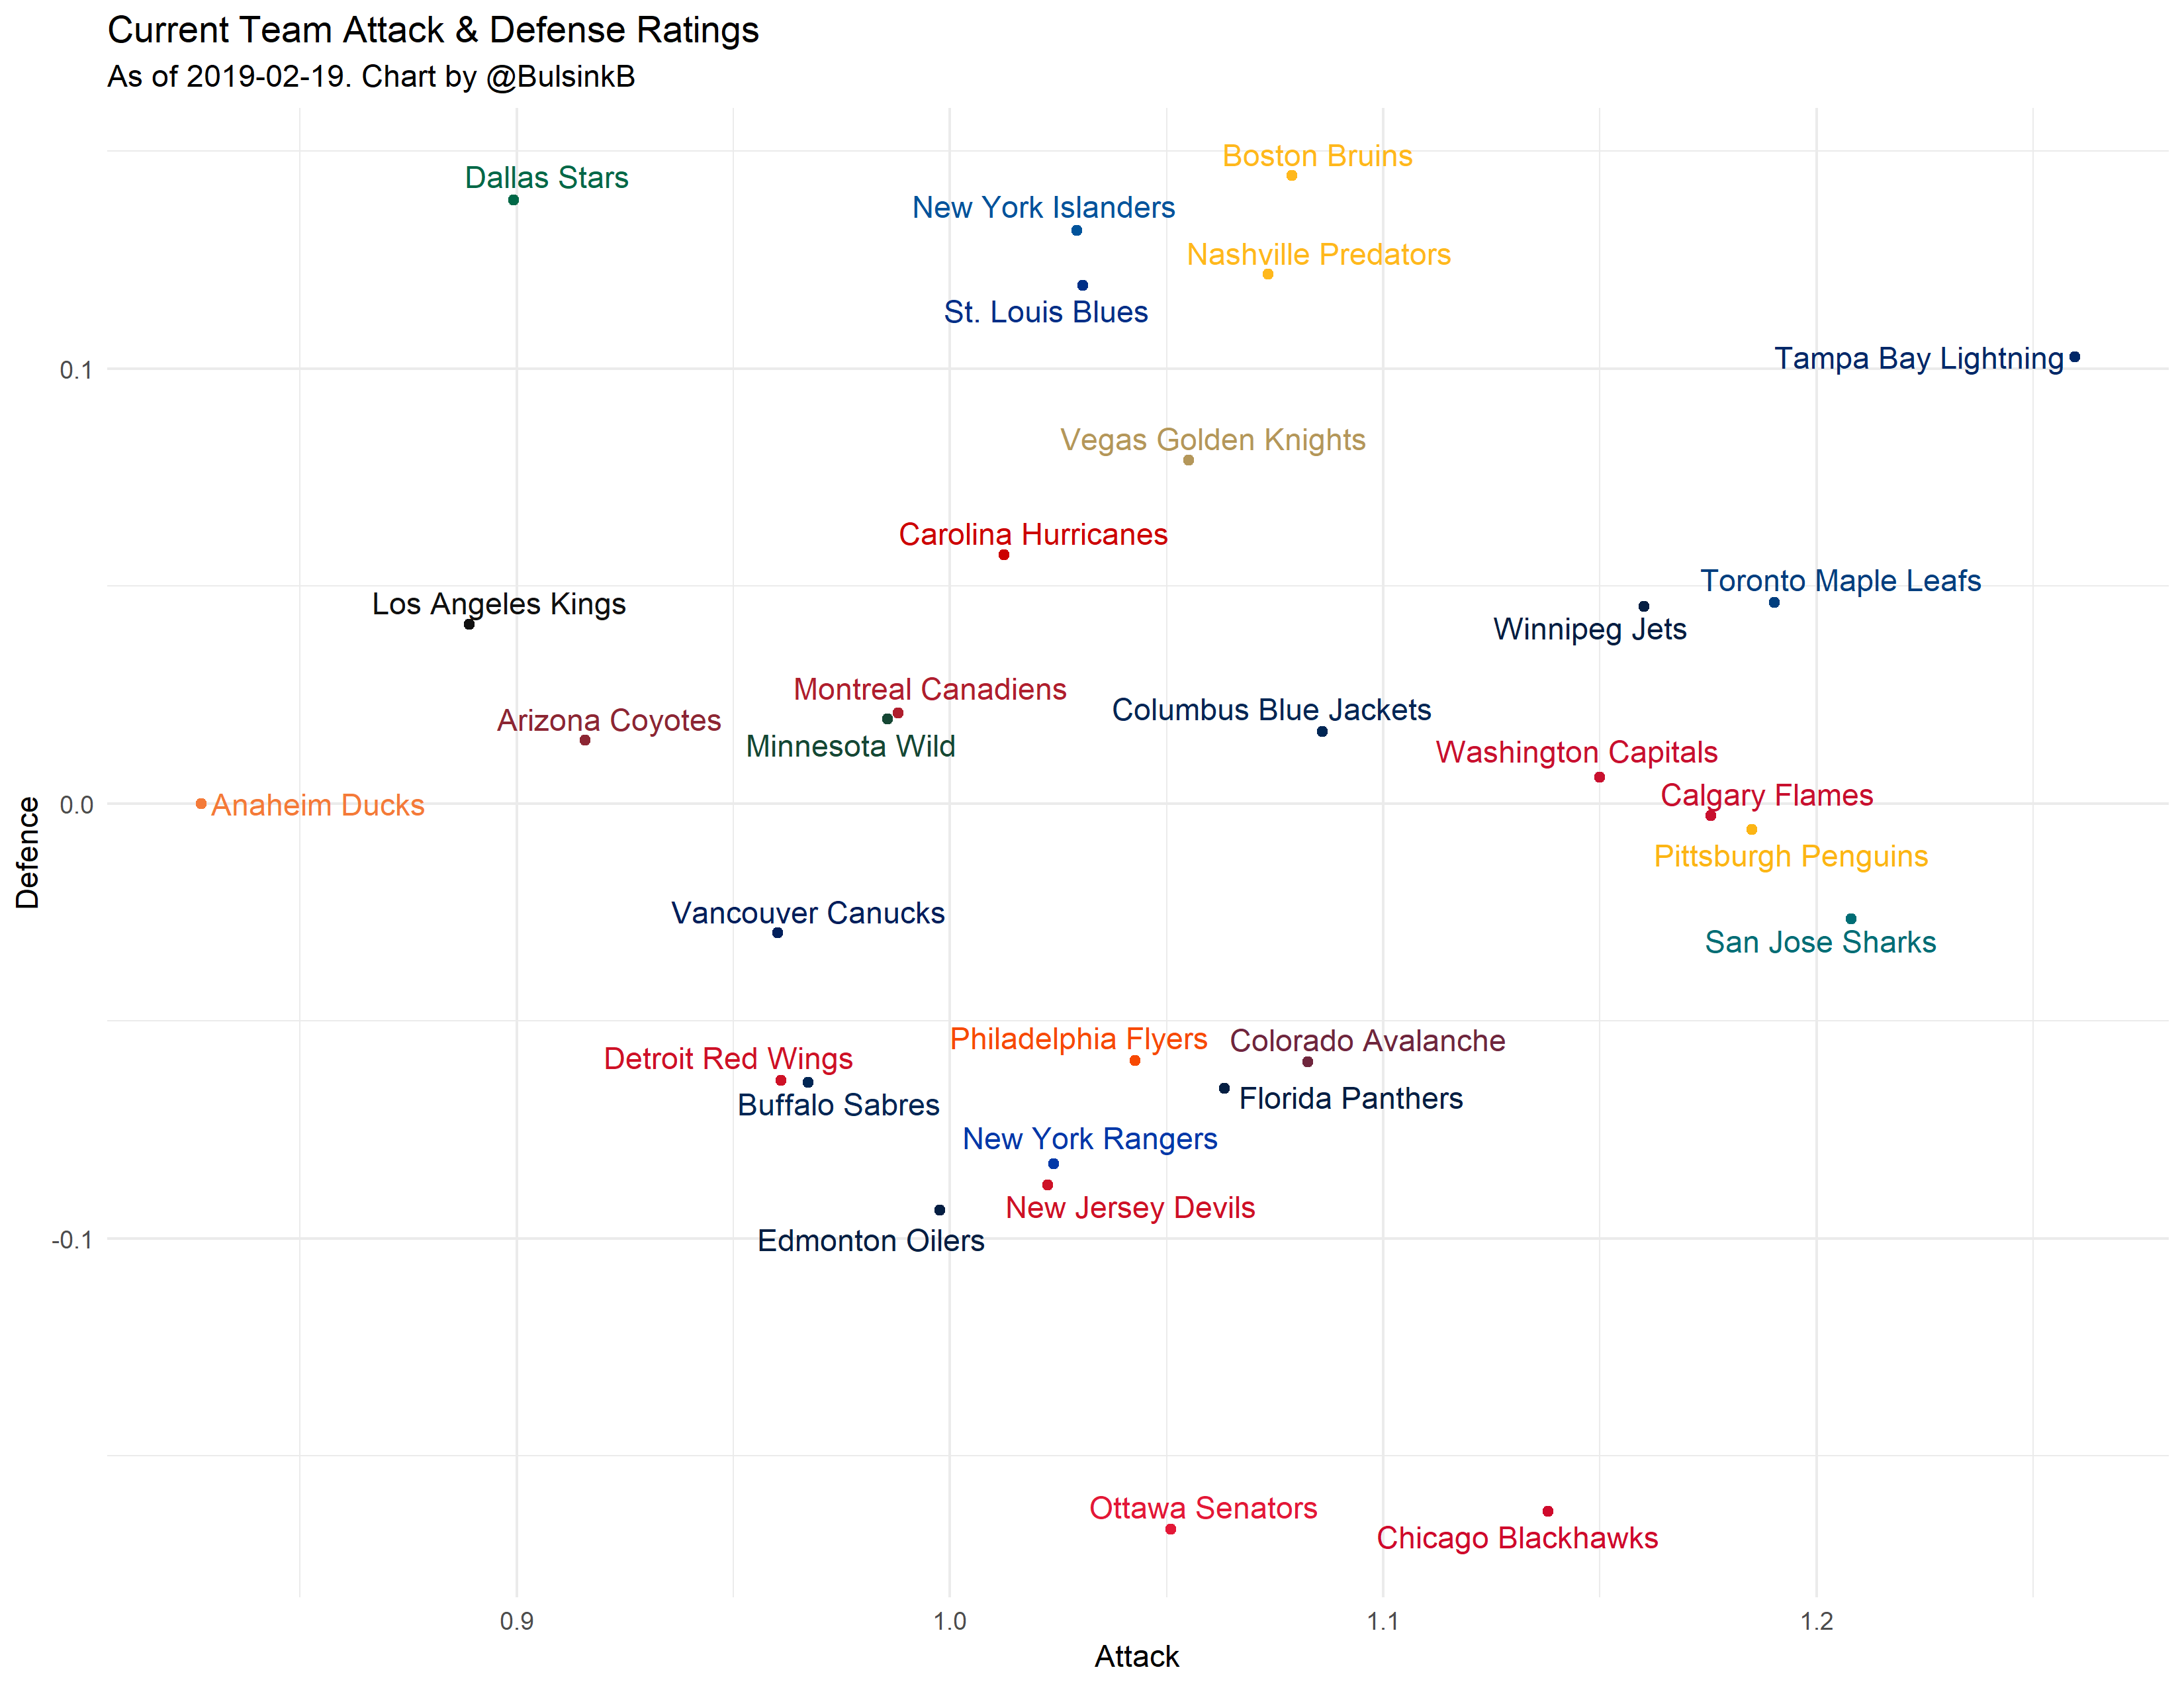 Current Team Attack & Defense Ratings
As of 2019-02-19. Chart by @BulsinkB
Boston Bruins
Dallas Stars
New York Islanders
Nashville Predators
St. Louis Blues
Tampa Bay Lightning
0.1
Vegas Golden Knights
Carolina Hurricanes
Toronto Maple Leafs
Los Angeles Kings
Winnipeg Jets
Montreal Canadiens
Columbus Blue Jackets
Arizona Coyotes
Minnesota Wild
Washington Capitals
Calgary Flames
0.0
Anaheim Ducks
Defence
Pittsburgh Penguins
Vancouver Canucks
San Jose Sharks
Philadelphia Flyers
Colorado Avalanche
Detroit Red Wings
Florida Panthers
Buffalo Sabres
New York Rangers
New Jersey Devils
-0.1
Edmonton Oilers
Ottawa Senators
Chicago Blackhawks
0.9 1.0 1.1 1.2
Attack